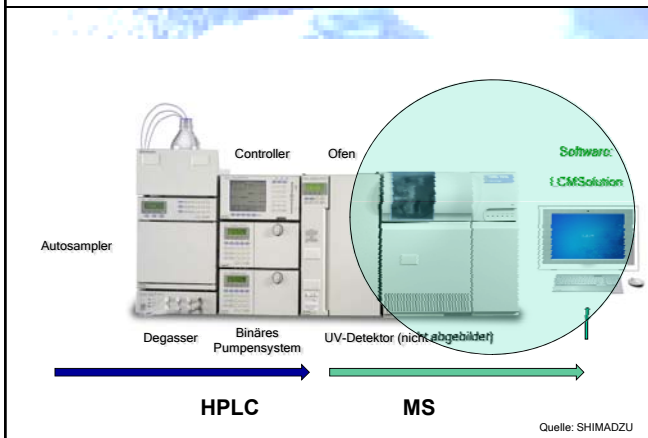 Controller
Ofen
Software:
LCMSolution
Autosampler
Degasser
Binäres
Pumpensystem
UV-Detektor (nicht abgebildet)
HPLC
MS
Quelle: SHIMADZU